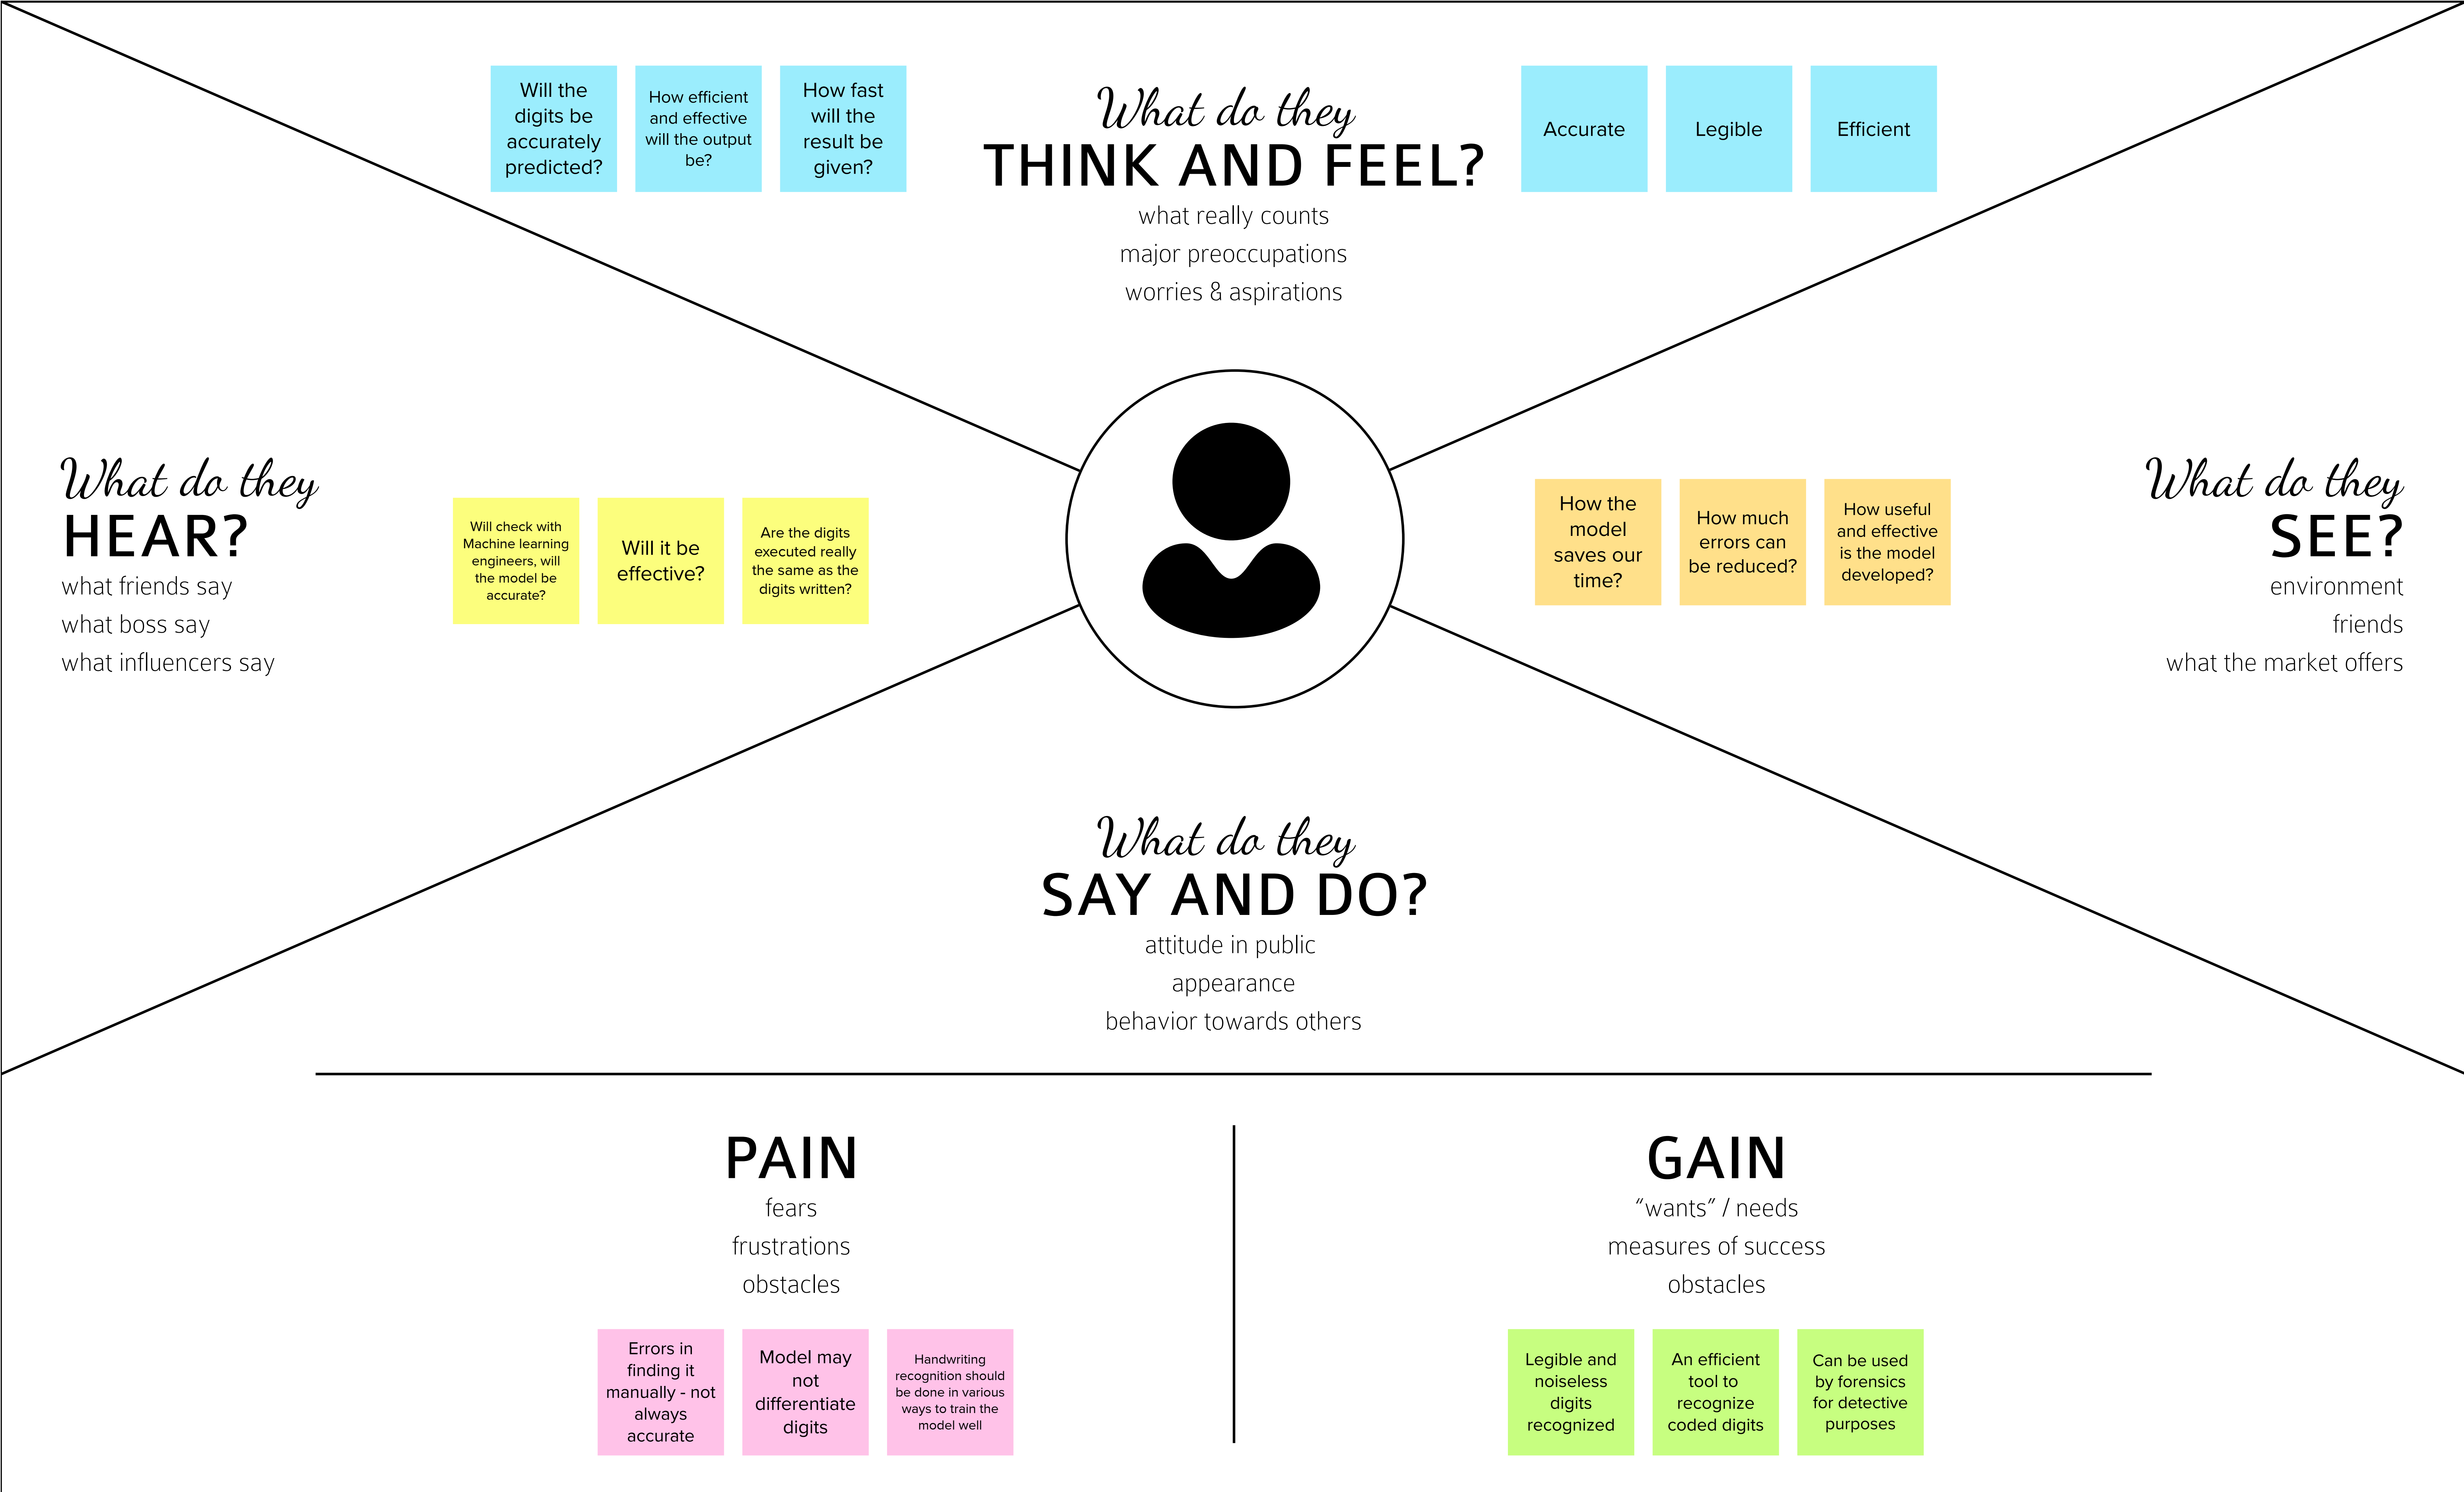 Will the
digits be
accurately
predicted?
How efficient
and effective
will the output
be?
How fast
will the
result be
given?
What do they
THINK AND FEEL?
what really counts
major preoccupations
worries & aspirations
Accurate
Legible
Efficient
What do they
HEAR?
what friends say
what boss say
what influencers say
Will check with
Machine learning
engineers, will
the model be
accurate?
Will it be
effective?
Are the digits
executed really
the same as the
digits written?
How the
model
saves our
time?
How much
errors can
be reduced?
How useful
and effective
is the model
developed?
What do they
SEE?
environment
friends
what the market offers
What do they
SAY AND DO?
attitude in public
appearance
behavior towards others
PAIN
fears
frustrations
obstacles
Errors in
finding it
manually - not
always
accurate
Model may
not
differentiate
digits
Handwriting
recognition should
be done in various
ways to train the
model well
GAIN
“wants” / needs
measures of success
obstacles
Legible and
noiseless
digits
recognized
An efficient
tool to
recognize
coded digits
Can be used
by forensics
for detective
purposes